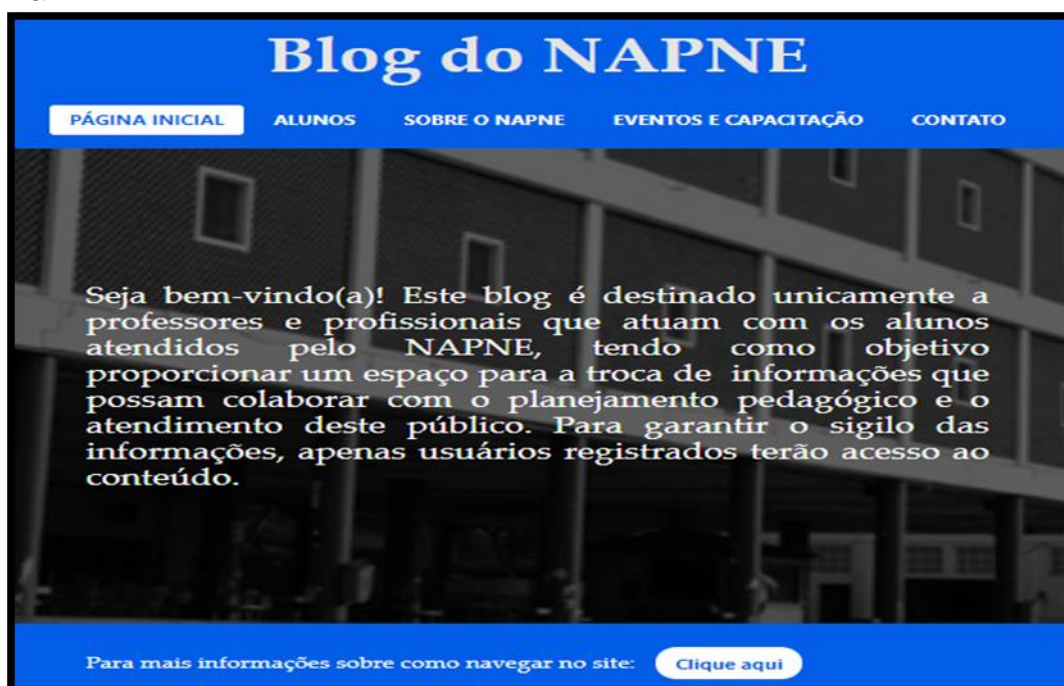 Blog do NAPNE
PÁGINA INICIAL ALUNOS SOBRE O NAPNE EVENTOS E CAPACITAÇÃO CONTATO
Seja bem-vindo(a)! Este blog é destinado unicamente a
professores e profissionais que atuam com os alunos
atendidos pelo NAPNE, tendo como objetivo
proporcionar um espaço para a troca de informações que
possam colaborar com o planejamento pedagógico e o
atendimento deste público. Para garantir o sigilo das
informações, apenas usuários registrados terão acesso ao
conteúdo.
Para mais informações sobre como navegar no site: Clique aqui